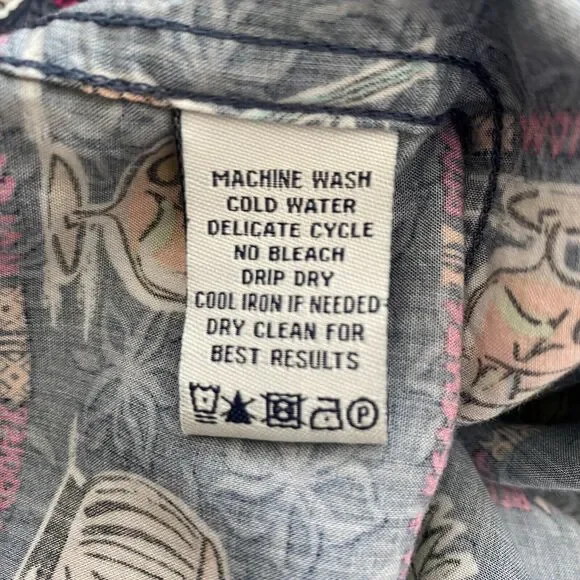 MACHINE WASH
COLD WATER
DELICATE CYCLE
NO BLEACH
DRIP DRY
COOL IRON IF NEEDED
DRY CLEAN FOR
BEST RESULTS
P